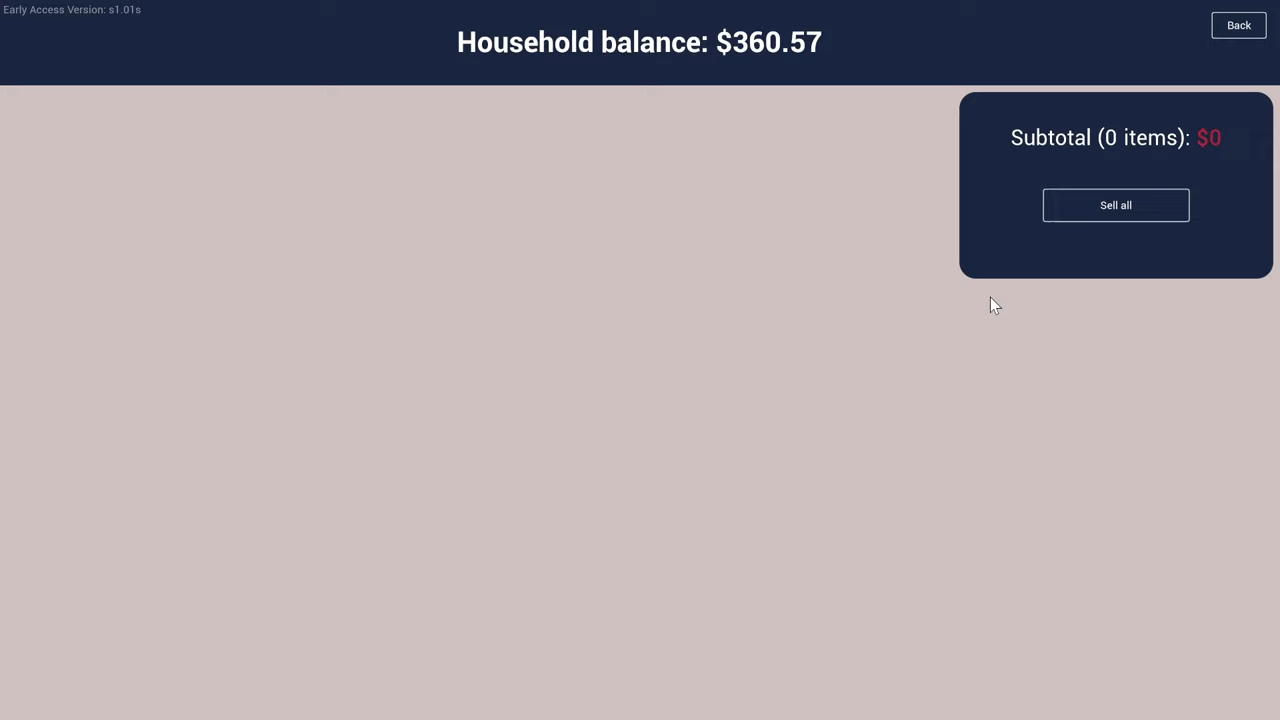 Early Access Version: s1.01s
Back
Household balance: $360.57
Subtotal (0 items): $0
Sell all